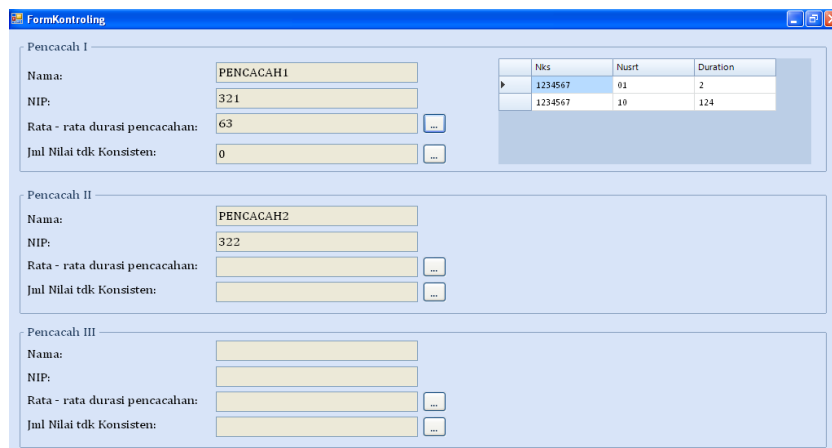 FormKontroling
Pencacah I
Nama: PENCACAH1
NIP: 321
Rata - rata durasi pencacahan: 63 ...
Jml Nilai tdk Konsisten: 0 ...
Nks Nusrt Duration
1234567 01 2
1234567 10 124
Pencacah II
Nama: PENCACAH2
NIP: 322
Rata - rata durasi pencacahan: ...
Jml Nilai tdk Konsisten: ...
Pencacah III
Nama:
NIP:
Rata - rata durasi pencacahan: ...
Jml Nilai tdk Konsisten: ...